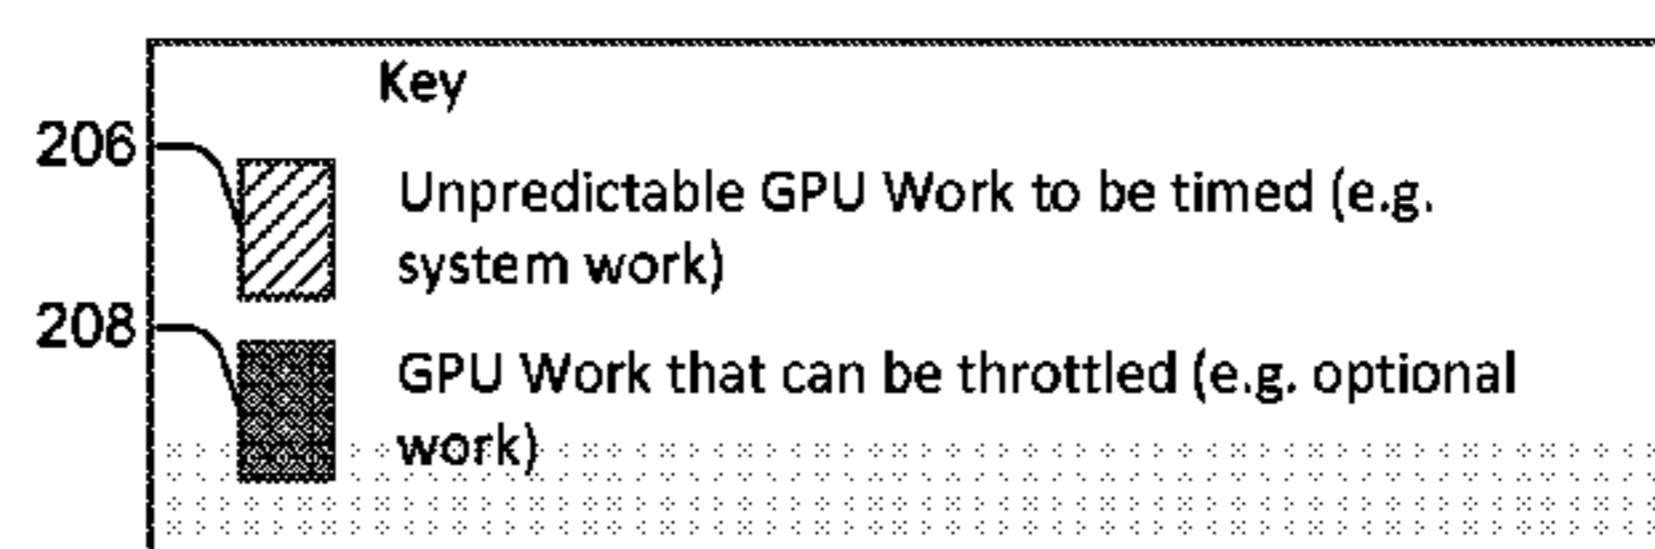 Key
206
Unpredictable GPU Work to be timed (e.g.
system work)
208
GPU Work that can be throttled (e.g. optional
work)